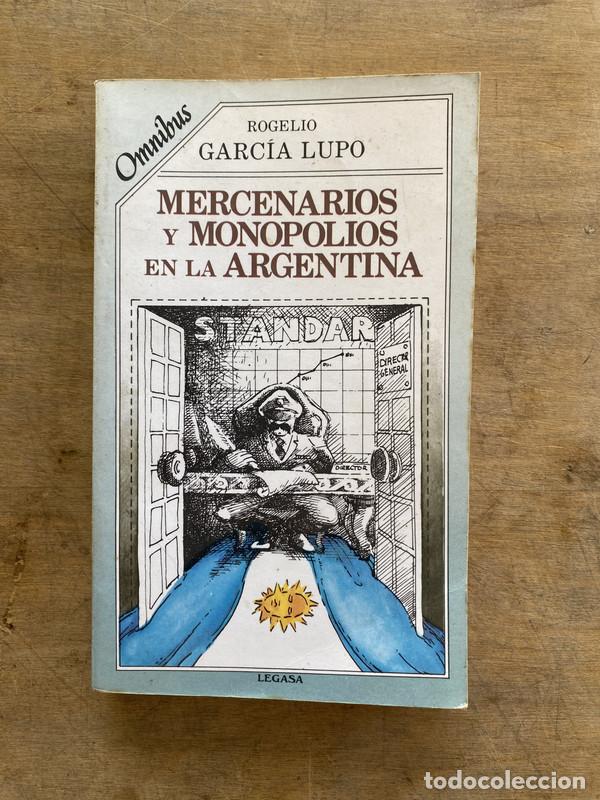 Omnibus
ROGELIO
GARCÍA LUPO
MERCENARIOS
Y MONOPOLIOS
EN LA ARGENTINA
STANDAR
DIRECTOR
GENERAL
DIRECTOR
LEGASA
todocoleccion